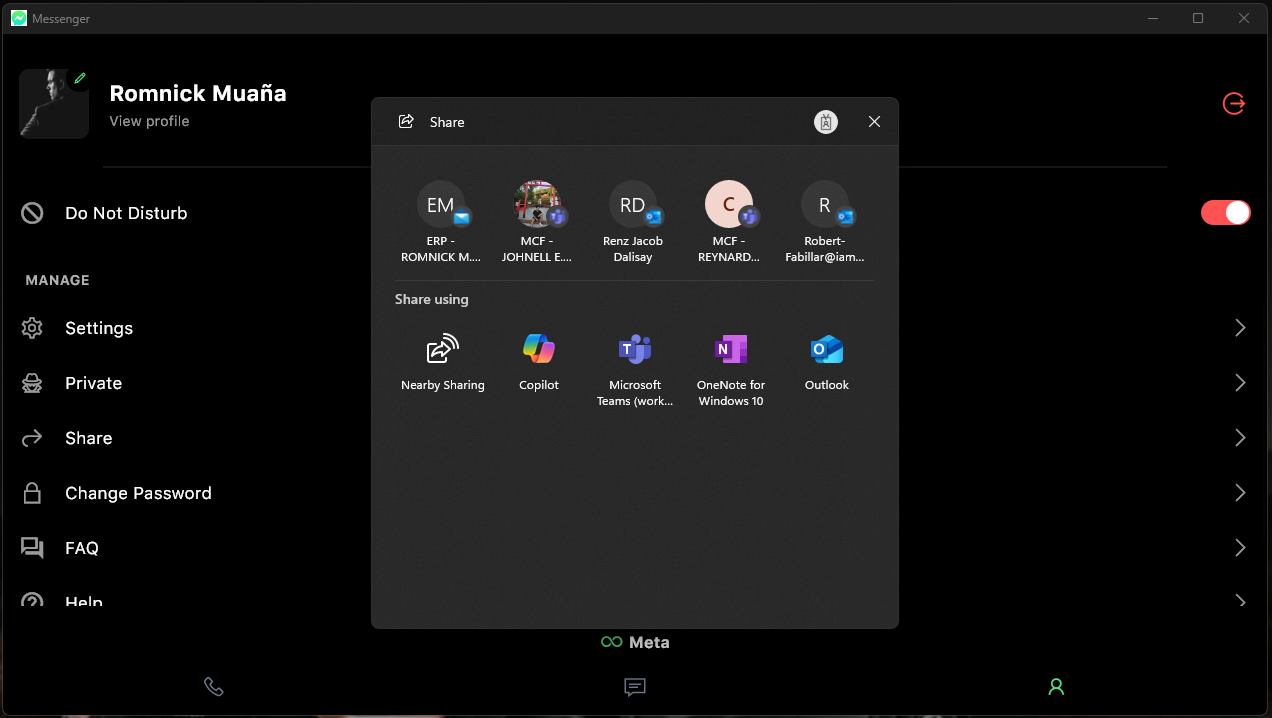 Messenger
Romnick Muaña
View profile
Do Not Disturb
MANAGE
Settings
Private
Share
Change Password
FAQ
Help
Share
EM
RD
C
R
ERP -
ROMNICK M....
MCF -
JOHNELL E....
Renz Jacob
Dalisay
MCF -
REYNARD...
Robert-
Fabillar@iam...
Share using
Nearby Sharing
Copilot
Microsoft
Teams (work...
OneNote for
Windows 10
Outlook
Meta